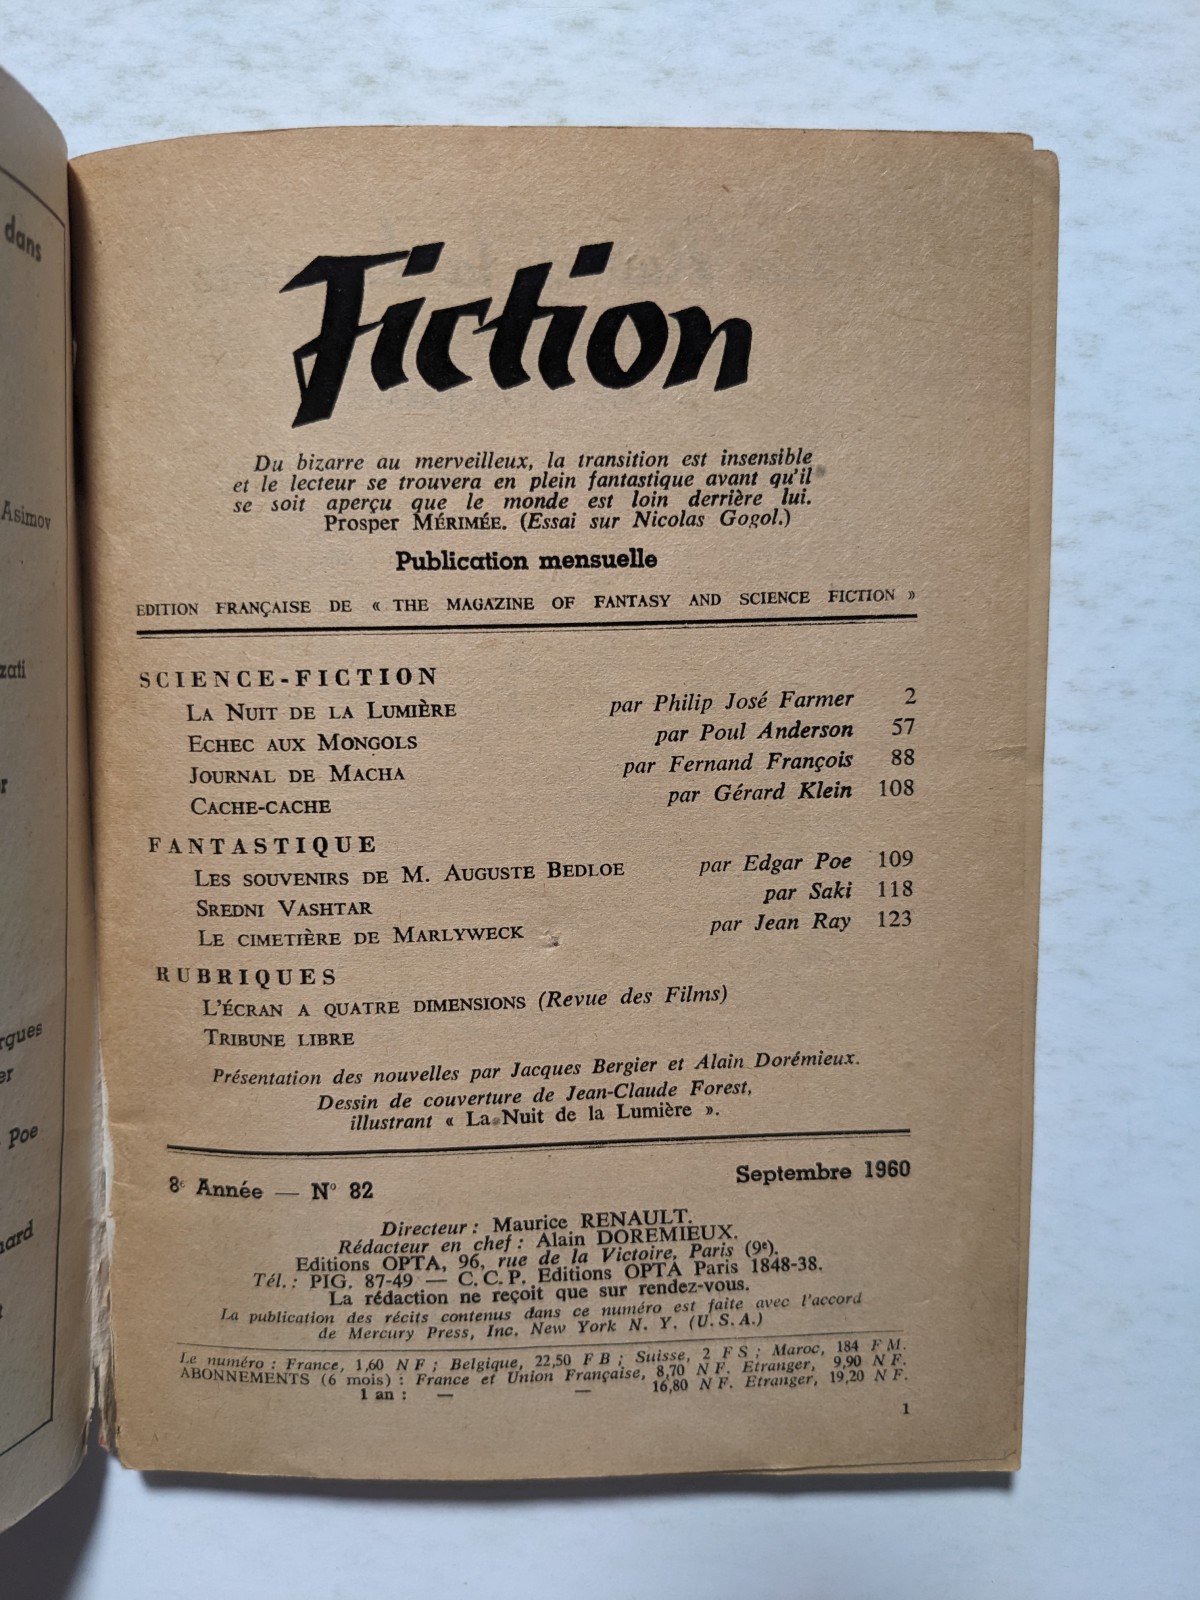 dans
Asimov
Poe
Fiction
Du bizarre au merveilleux, la transition est insensible
et le lecteur se trouvera en plein fantastique avant qu'il
se soit aperçu que le monde est loin derrière lui.
Prosper MÉRIMÉE. (Essai sur Nicolas Gogol.)
Publication mensuelle
EDITION FRANÇAISE DE « THE MAGAZINE OF FANTASY AND SCIENCE FICTION »
SCIENCE-FICTION
LA NUIT DE LA LUMIÈRE par Philip José Farmer 2
ECHEC AUX MONGOLS par Poul Anderson 57
JOURNAL DE MACHA par Fernand François 88
CACHE-CACHE par Gérard Klein 108
FANTASTIQUE
LES SOUVENIRS DE M. AUGUSTE BEDLOE par Edgar Poe 109
SREDNI VASHTAR par Saki 118
LE CIMETIÈRE DE MARLYWECK par Jean Ray 123
RUBRIQUES
L'ÉCRAN A QUATRE DIMENSIONS (Revue des Films)
TRIBUNE LIBRE
Présentation des nouvelles par Jacques Bergier et Alain Dorémieux.
Dessin de couverture de Jean-Claude Forest,
illustrant « La Nuit de la Lumière ».
8e Année — N° 82 Septembre 1960
Directeur : Maurice RENAULT.
Rédacteur en chef : Alain DOREMIEUX.
Editions OPTA, 96, rue de la Victoire, Paris (9e).
Tél. : PIG. 87-49 — C.C.P. Editions OPTA Paris 1848-38.
La rédaction ne reçoit que sur rendez-vous.
La publication des récits contenus dans ce numéro est faite avec l'accord
de Mercury Press, Inc. New York N. Y. (U.S.A.)
Le numéro : France, 1,60 NF ; Belgique, 22,50 FB ; Suisse, 2 FS ; Maroc, 184 FM.
ABONNEMENTS (6 mois) : France et Union Française, 8,70 NF. Etranger, 9,90 NF.
1 an : — — 16,80 NF. Etranger, 19,20 NF.
1